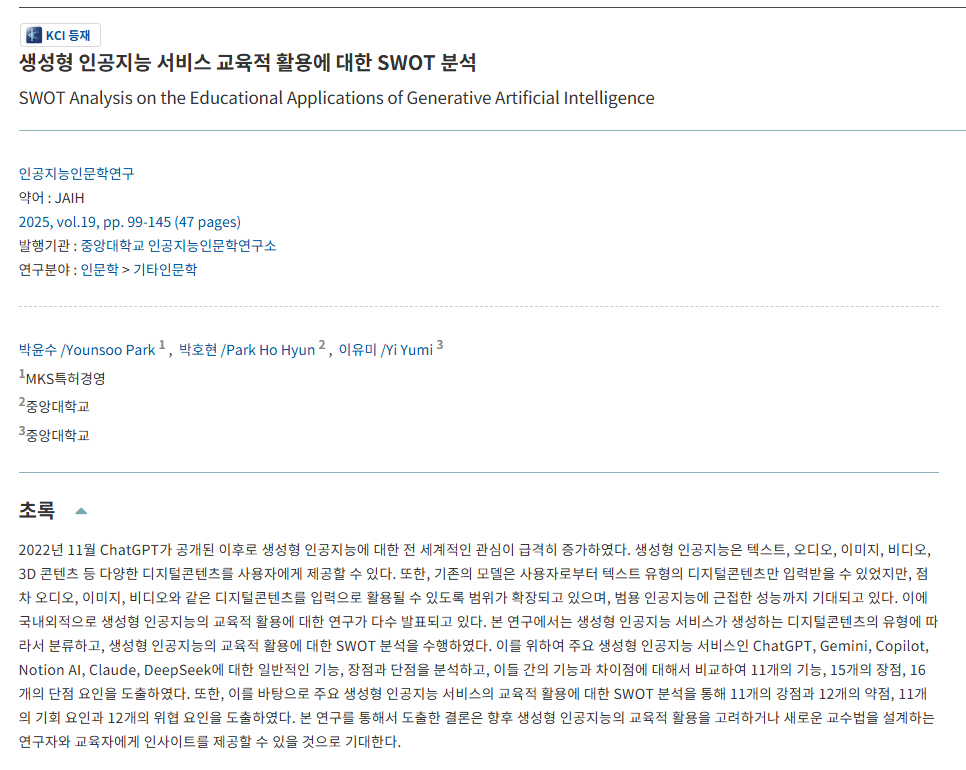 KCI 등재
생성형 인공지능 서비스 교육적 활용에 대한 SWOT 분석
SWOT Analysis on the Educational Applications of Generative Artificial Intelligence
인공지능인문학연구
약어 : JAIH
2025, vol.19, pp. 99-145 (47 pages)
발행기관 : 중앙대학교 인공지능인문학연구소
연구분야 : 인문학 > 기타인문학
박윤수 /Younsoo Park 1 , 박호현 /Park Ho Hyun 2 , 이유미 /Yi Yumi 3
1MKS특허경영
2중앙대학교
3중앙대학교
초록
2022년 11월 ChatGPT가 공개된 이후로 생성형 인공지능에 대한 전 세계적인 관심이 급격히 증가하였다. 생성형 인공지능은 텍스트, 오디오, 이미지, 비디오,
3D 콘텐츠 등 다양한 디지털콘텐츠를 사용자에게 제공할 수 있다. 또한, 기존의 모델은 사용자로부터 텍스트 유형의 디지털콘텐츠만 입력받을 수 있었지만, 점
차 오디오, 이미지, 비디오와 같은 디지털콘텐츠를 입력으로 활용될 수 있도록 범위가 확장되고 있으며, 범용 인공지능에 근접한 성능까지 기대되고 있다. 이에
국내외적으로 생성형 인공지능의 교육적 활용에 대한 연구가 다수 발표되고 있다. 본 연구에서는 생성형 인공지능 서비스가 생성하는 디지털콘텐츠의 유형에 따
라서 분류하고, 생성형 인공지능의 교육적 활용에 대한 SWOT 분석을 수행하였다. 이를 위하여 주요 생성형 인공지능 서비스인 ChatGPT, Gemini, Copilot,
Notion AI, Claude, DeepSeek에 대한 일반적인 기능, 장점과 단점을 분석하고, 이들 간의 기능과 차이점에 대해서 비교하여 11개의 기능, 15개의 장점, 16
개의 단점 요인을 도출하였다. 또한, 이를 바탕으로 주요 생성형 인공지능 서비스의 교육적 활용에 대한 SWOT 분석을 통해 11개의 강점과 12개의 약점, 11개
의 기회 요인과 12개의 위협 요인을 도출하였다. 본 연구를 통해서 도출한 결론은 향후 생성형 인공지능의 교육적 활용을 고려하거나 새로운 교수법을 설계하는
연구자와 교육자에게 인사이트를 제공할 수 있을 것으로 기대한다.